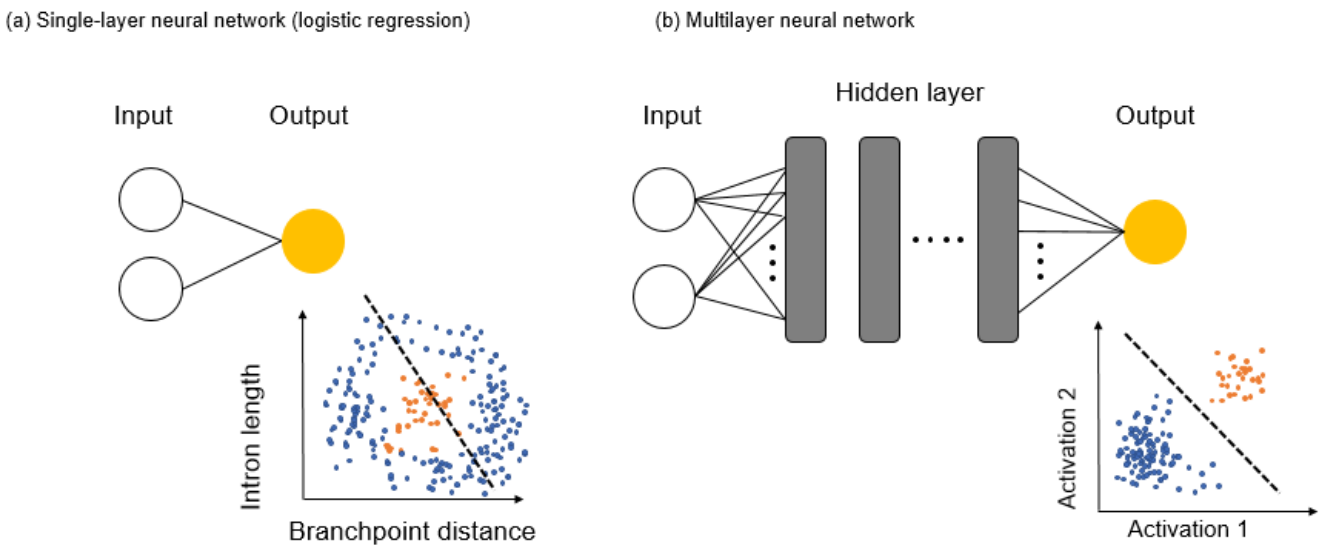 (a) Single-layer neural network (logistic regression)
(b) Multilayer neural network
Input
Output
Intron length
Branchpoint distance
Input
Hidden layer
Output
Activation 2
Activation 1